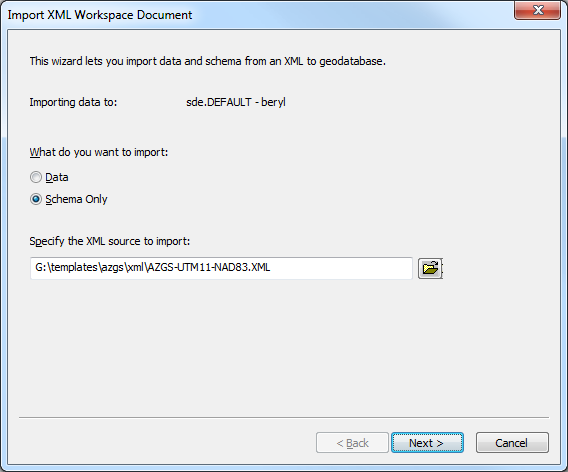 Import XML Workspace Document
This wizard lets you import data and schema from an XML to geodatabase.
Importing data to: sde.DEFAULT - beryl
What do you want to import:
Data
Schema Only
Specify the XML source to import:
G:\templates\azgs\xml\AZGS-UTM11-NAD83.XML
< Back Next > Cancel